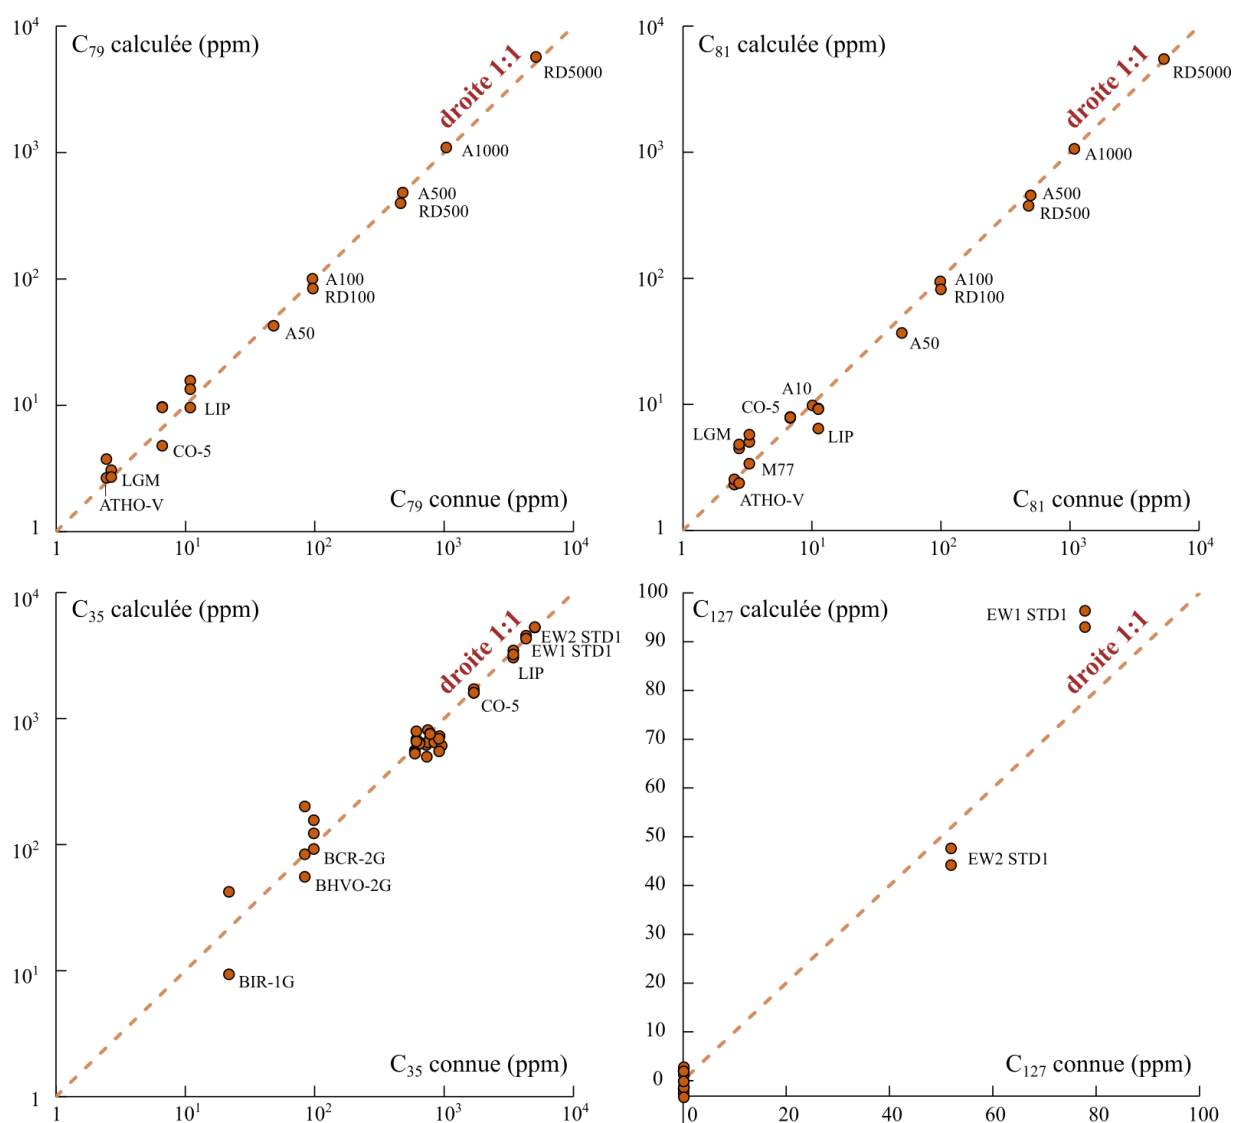 10⁴
C₇₉ calculée (ppm)
droite 1:1
RD5000
10³
A1000
A500
RD500
10²
A100
RD100
A50
10¹
LIP
CO-5
LGM
ATHO-V
C₇₉ connue (ppm)
1
1 10¹ 10² 10³ 10⁴
10⁴
C₈₁ calculée (ppm)
droite 1:1
RD5000
10³
A1000
A500
RD500
10²
A100
RD100
A50
10¹
A10
CO-5
LGM
LIP
M77
ATHO-V
C₈₁ connue (ppm)
1
1 10¹ 10² 10³ 10⁴
10⁴
C₃₅ calculée (ppm)
droite 1:1
EW2 STD1
EW1 STD1
LIP
CO-5
10³
10²
BCR-2G
BHVO-2G
10¹
BIR-1G
C₃₅ connue (ppm)
1
1 10¹ 10² 10³ 10⁴
100
C₁₂₇ calculée (ppm)
EW1 STD1
droite 1:1
90
80
70
60
50
EW2 STD1
40
30
20
10
C₁₂₇ connue (ppm)
0
0 20 40 60 80 100